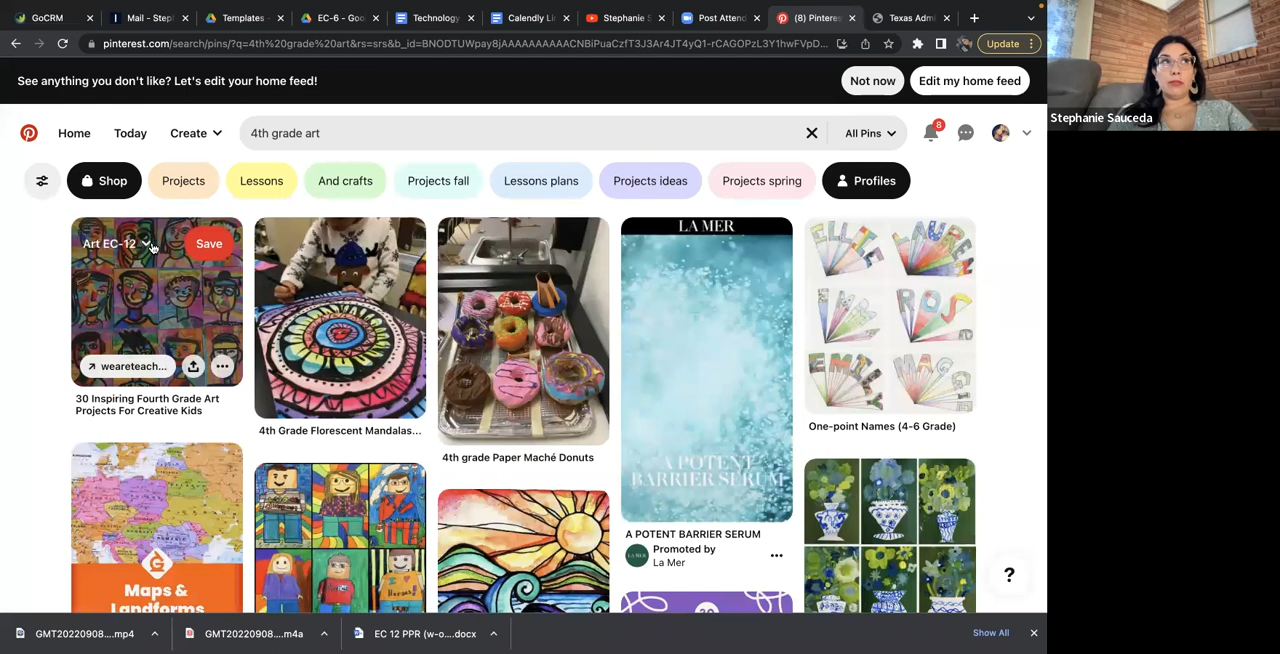 GoCRM
Mail - Step
Templates -
EC-6 - Goo
Technology
Calendly Li
Stephanie S
Post Attend
(8) Pinteres
Texas Admi
pinterest.com/search/pins/?q=4th%20grade%20art&rs=srs&b_id=BNODTUWpay8jAAAAAAAAAACNBiPuaCzfT3J3Ar4JT4yQ1-rCAGOPzL3Y1hwFVpD...
Update
See anything you don't like? Let's edit your home feed!
Not now
Edit my home feed
Stephanie Sauceda
Home
Today
Create
4th grade art
All Pins
8
Shop
Projects
Lessons
And crafts
Projects fall
Lessons plans
Projects ideas
Projects spring
Profiles
Art EC-12
Save
weareteach...
30 Inspiring Fourth Grade Art
Projects For Creative Kids
4th Grade Florescent Mandalas...
4th grade Paper Maché Donuts
LA MER
A POTENT
BARRIER SERUM
A POTENT BARRIER SERUM
Promoted by
La Mer
One-point Names (4-6 Grade)
Maps &
Landforms
?
GMT20220908....mp4
GMT20220908....m4a
EC 12 PPR (w-o....docx
Show All